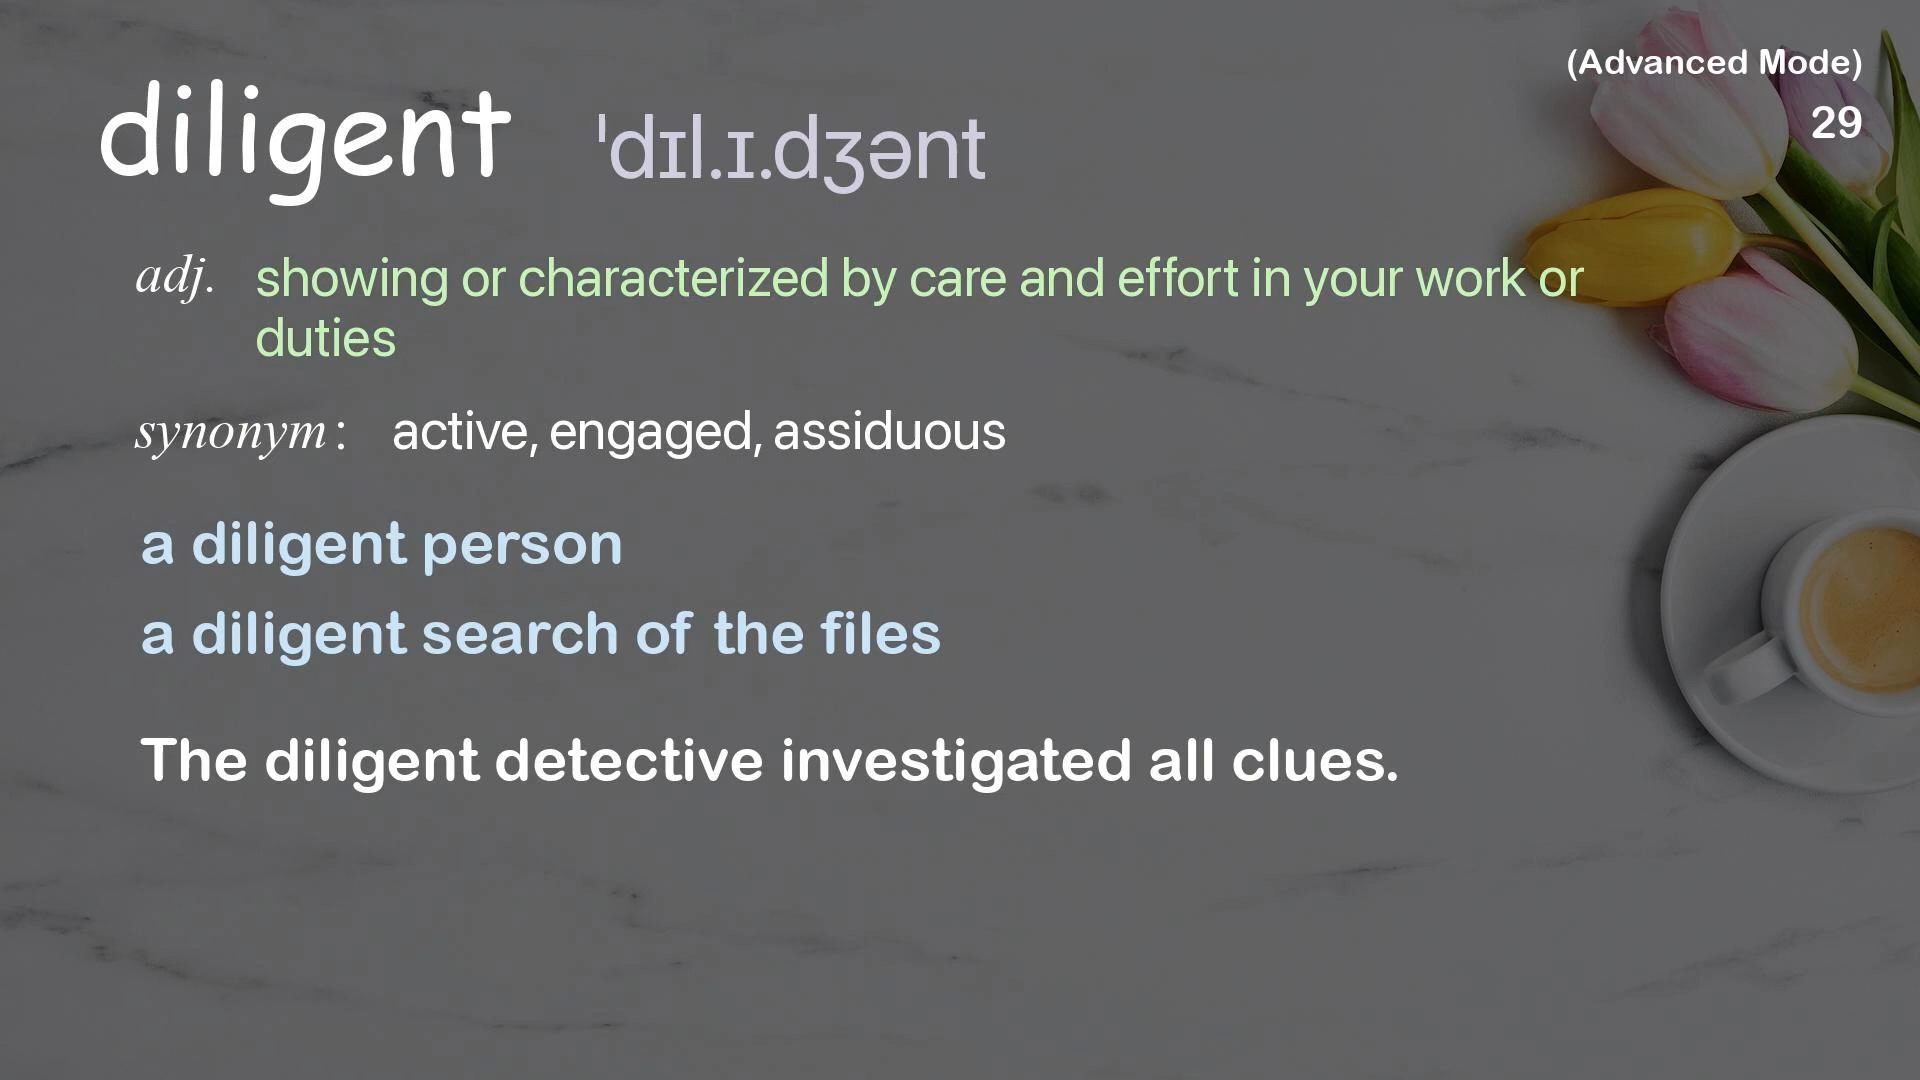 (Advanced Mode)
29
diligent ˈdɪl.ɪ.dʒənt
adj. showing or characterized by care and effort in your work or
duties
synonym: active, engaged, assiduous
a diligent person
a diligent search of the files
The diligent detective investigated all clues.